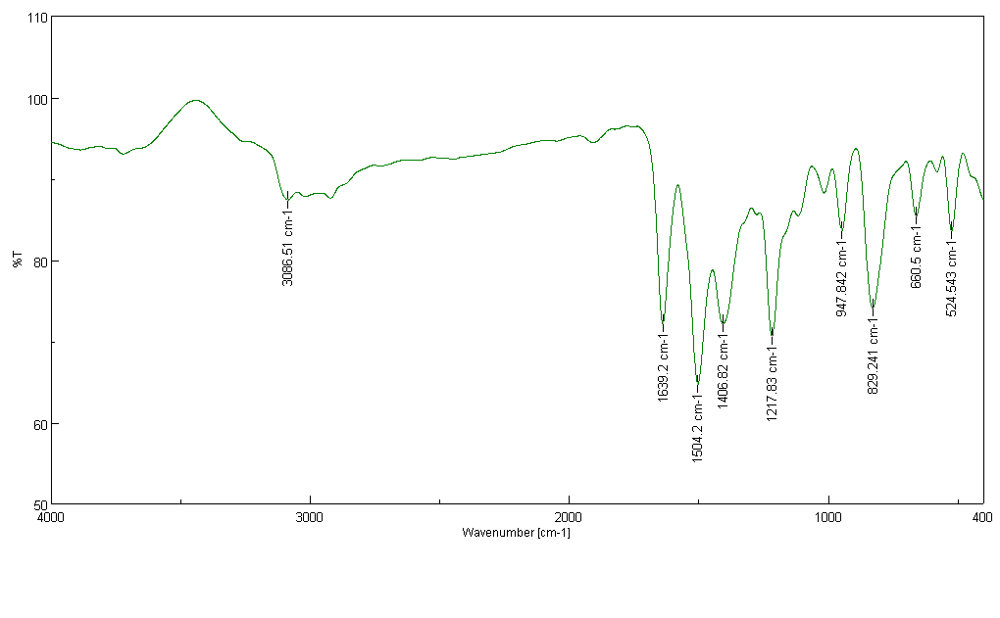 110
100
80
%T
60
50
3086.51 cm-1
1639.2 cm-1
1504.2 cm-1
1406.82 cm-1
1217.83 cm-1
947.842 cm-1
829.241 cm-1
660.5 cm-1
524.543 cm-1
4000
3000
2000
1000
400
Wavenumber [cm-1]